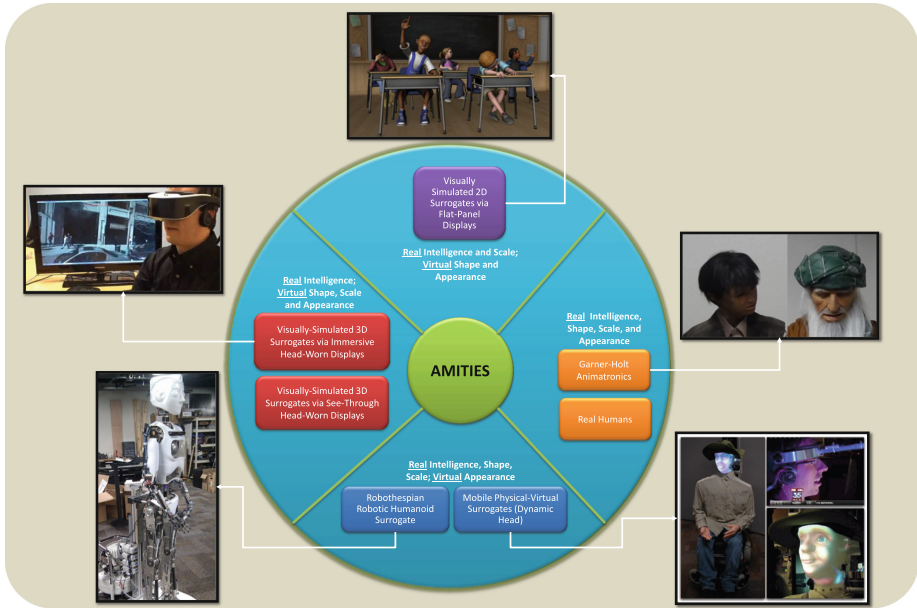 Visually
Simulated 2D
Surrogates via
Flat-Panel
Displays
Real Intelligence and Scale;
Virtual Shape and
Appearance
Real Intelligence;
Virtual Shape, Scale
and Appearance
Visually-Simulated 3D
Surrogates via Immersive
Head-Worn Displays
Visually-Simulated 3D
Surrogates via See-Through
Head-Worn Displays
AMITIES
Real Intelligence,
Shape, Scale, and
Appearance
Garner-Holt
Animatronics
Real Humans
Real Intelligence, Shape,
Scale; Virtual Appearance
Robothespian
Robotic Humanoid
Surrogate
Mobile Physical-Virtual
Surrogates (Dynamic
Head)